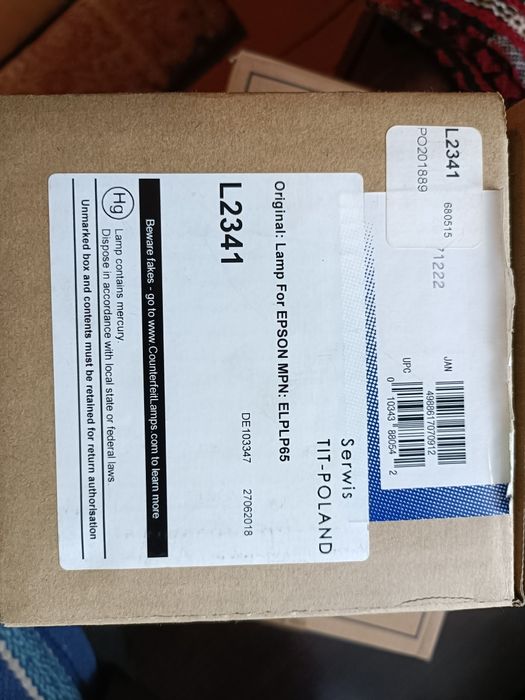 L2341 680515
PO201889
71222
JAN
4988617070912
UPC
0 10343 88054 2
Serwis
TIT-POLAND
Original: Lamp For EPSON MPN: ELPLP65
DE103347 27062018
L2341
Beware fakes - go to www.CounterfeitLamps.com to learn more
Hg
Lamp contains mercury.
Dispose in accordance with local state or federal laws.
Unmarked box and contents must be retained for return authorisation